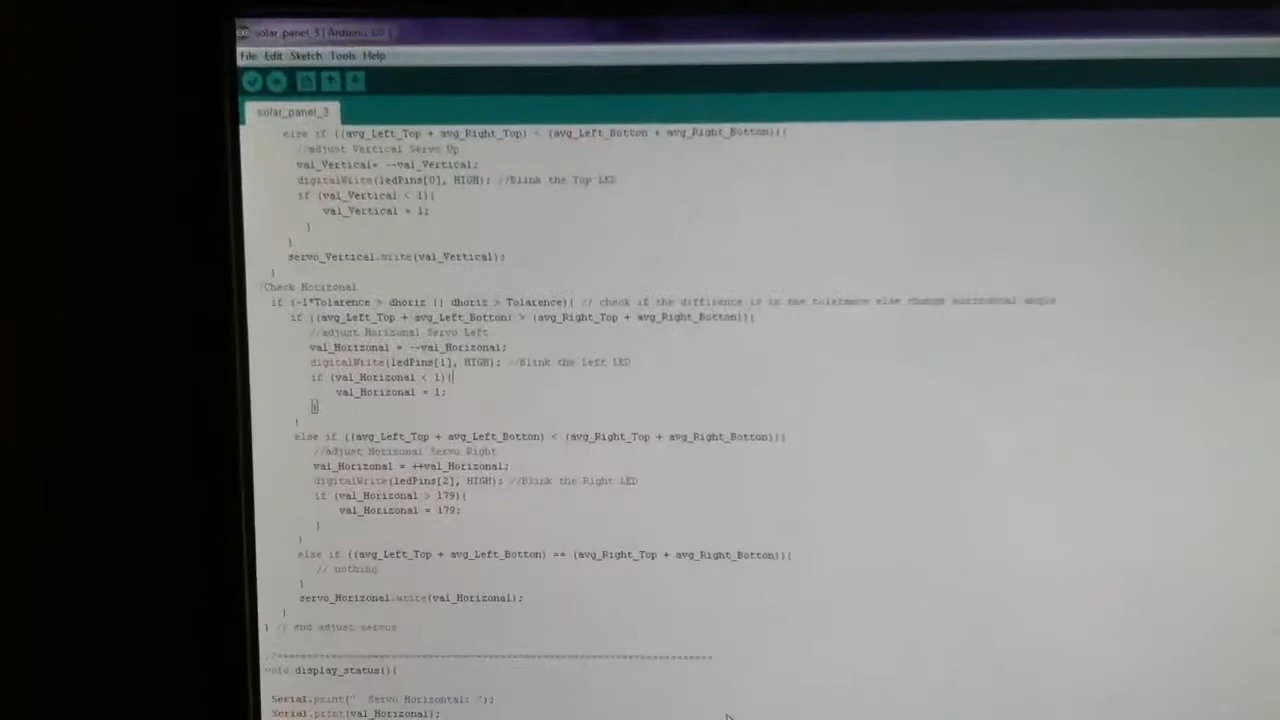 solar_panel_3 | Arduino 1.0
File Edit Sketch Tools Help
solar_panel_3
else if ((avg_Left_Top + avg_Right_Top) < (avg_Left_Botton + avg_Right_Botton)){
//adjust Vertical Servo Up
val_Vertical= --val_Vertical;
digitalWrite(ledPins[0], HIGH); //Blink the Top LED
if (val_Vertical < 1){
val_Vertical = 1;
}
}
servo_Vertical.write(val_Vertical);
}
/Check Horizonal
if (-1*Tolarence > dhoriz || dhoriz > Tolarence){ // check if the diffirence is in the tolerance else change horizontal angle
if ((avg_Left_Top + avg_Left_Botton) > (avg_Right_Top + avg_Right_Botton)){
//adjust Horizonal Servo Left
val_Horizonal = --val_Horizonal;
digitalWrite(ledPins[1], HIGH); //Blink the Left LED
if (val_Horizonal < 1){
val_Horizonal = 1;
}
}
else if ((avg_Left_Top + avg_Left_Botton) < (avg_Right_Top + avg_Right_Botton)){
//adjust Horizonal Servo Right
val_Horizonal = ++val_Horizonal;
digitalWrite(ledPins[2], HIGH); //Blink the Right LED
if (val_Horizonal > 179){
val_Horizonal = 179;
}
}
else if ((avg_Left_Top + avg_Left_Botton) == (avg_Right_Top + avg_Right_Botton)){
// nothing
}
servo_Horizonal.write(val_Horizonal);
}
} // end adjust servos
void display_status(){
Serial.print(" Servo Horizontal: ");
Serial.print(val_Horizonal);